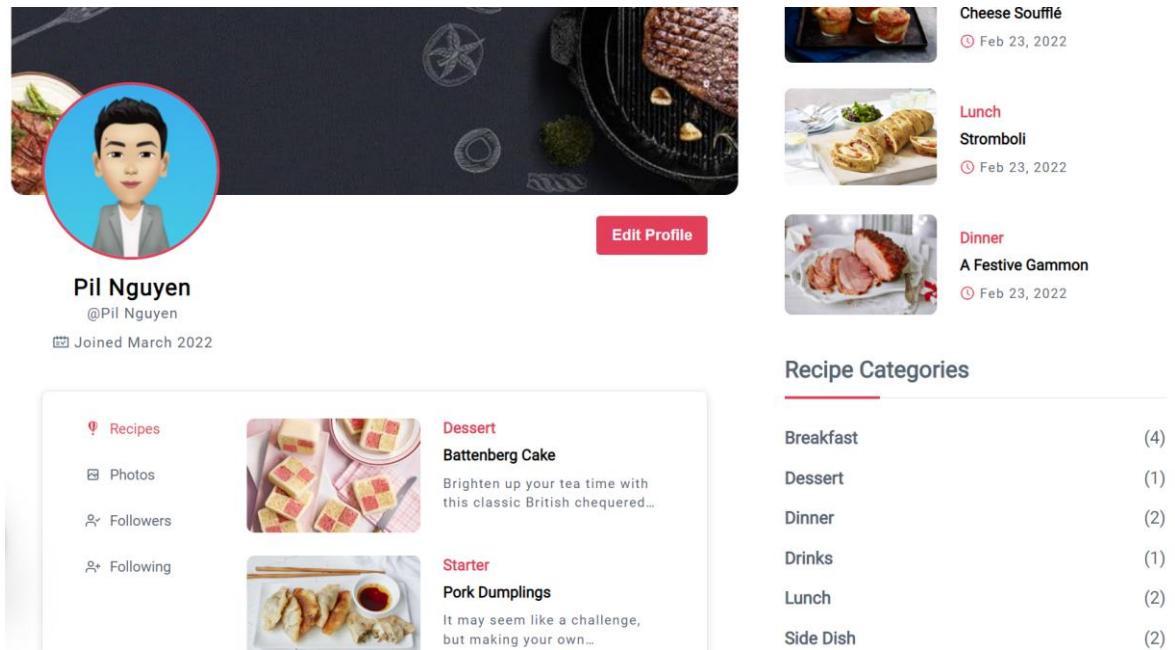 Edit Profile
Pil Nguyen
@Pil Nguyen
Joined March 2022
Recipes
Photos
Followers
Following
Dessert
Battenberg Cake
Brighten up your tea time with
this classic British chequered…
Starter
Pork Dumplings
It may seem like a challenge,
but making your own…
Cheese Soufflé
Feb 23, 2022
Lunch
Stromboli
Feb 23, 2022
Dinner
A Festive Gammon
Feb 23, 2022
Recipe Categories
Breakfast (4)
Dessert (1)
Dinner (2)
Drinks (1)
Lunch (2)
Side Dish (2)